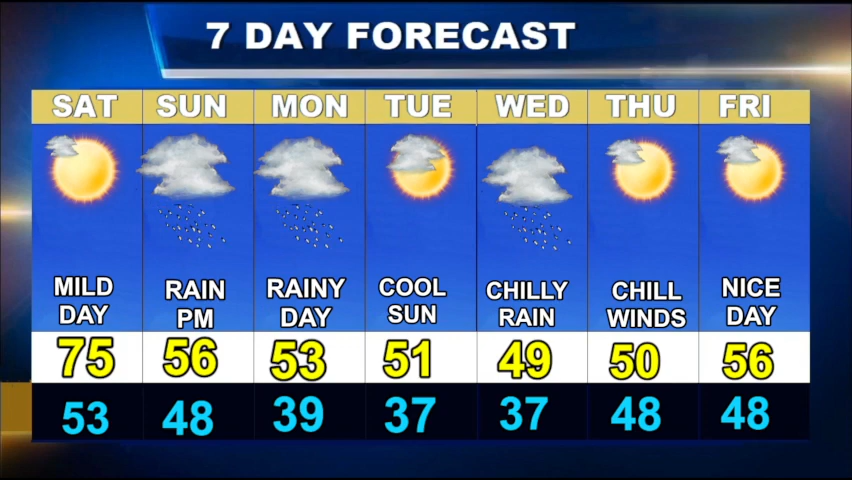 7 DAY FORECAST
SAT SUN MON TUE WED THU FRI
MILD DAY
RAIN PM
RAINY DAY
COOL SUN
CHILLY RAIN
CHILL WINDS
NICE DAY
75 56 53 51 49 50 56
53 48 39 37 37 48 48